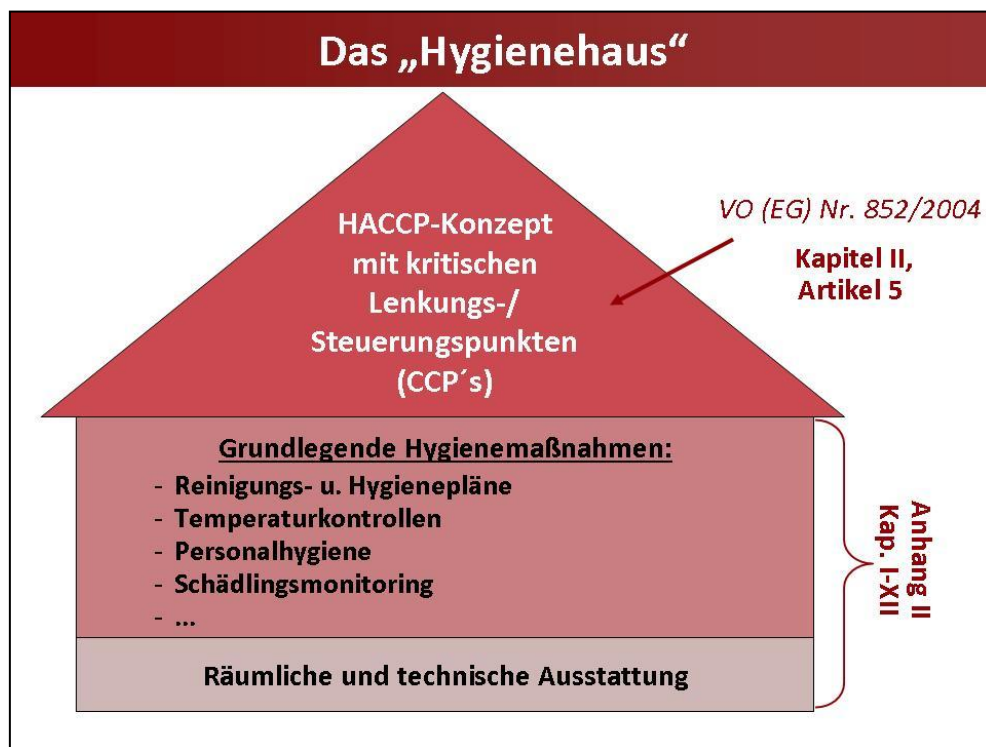 Das „Hygienehaus“
HACCP-Konzept
mit kritischen
Lenkungs-/
Steuerungspunkten
(CCP´s)
VO (EG) Nr. 852/2004
Kapitel II,
Artikel 5
Grundlegende Hygienemaßnahmen:
- Reinigungs- u. Hygienepläne
- Temperaturkontrollen
- Personalhygiene
- Schädlingsmonitoring
- ...
Räumliche und technische Ausstattung
Anhang II
Kap. I-XII